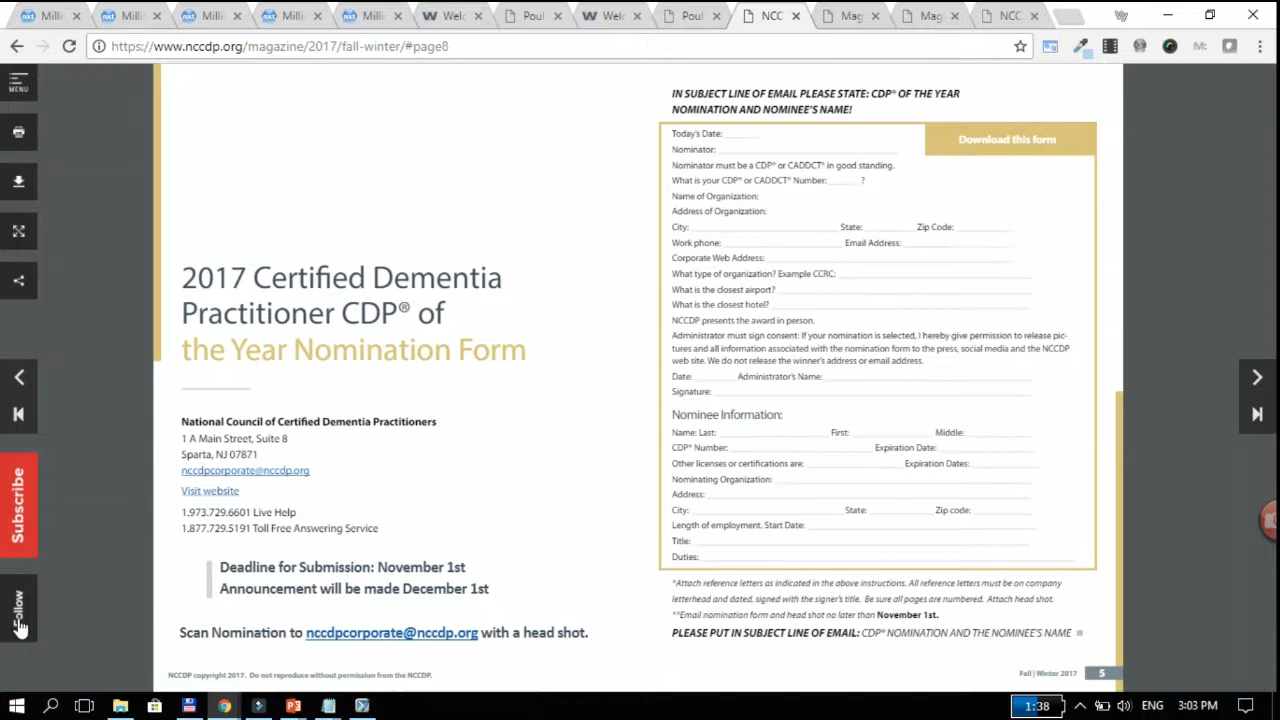 Milli
Milli
Milli
Milli
Milli
Welc
Poul
Welc
Poul
NCC
Mag
Mag
NCC
https://www.nccdp.org/magazine/2017/fall-winter/#page8
MENU
Subscribe
Follow
2017 Certified Dementia
Practitioner CDP® of
the Year Nomination Form
National Council of Certified Dementia Practitioners
1 A Main Street, Suite 8
Sparta, NJ 07871
nccdpcorporate@nccdp.org
Visit website
1.973.729.6601 Live Help
1.877.729.5191 Toll Free Answering Service
Deadline for Submission: November 1st
Announcement will be made December 1st
Scan Nomination to nccdpcorporate@nccdp.org with a head shot.
NCCDP copyright 2017. Do not reproduce without permission from the NCCDP.
IN SUBJECT LINE OF EMAIL PLEASE STATE: CDP® OF THE YEAR
NOMINATION AND NOMINEE'S NAME!
Download this form
Today's Date:
Nominator:
Nominator must be a CDP® or CADDCT® in good standing.
What is your CDP® or CADDCT® Number: ?
Name of Organization:
Address of Organization:
City: State: Zip Code:
Work phone: Email Address:
Corporate Web Address:
What type of organization? Example CCRC:
What is the closest airport?
What is the closest hotel?
NCCDP presents the award in person.
Administrator must sign consent: If your nomination is selected, I hereby give permission to release pic-
tures and all information associated with the nomination form to the press, social media and the NCCDP
web site. We do not release the winner's address or email address.
Date: Administrator's Name:
Signature:
Nominee Information:
Name: Last: First: Middle:
CDP® Number: Expiration Date:
Other licenses or certifications are: Expiration Dates:
Nominating Organization:
Address:
City: State: Zip code:
Length of employment. Start Date:
Title:
Duties:
*Attach reference letters as indicated in the above instructions. All reference letters must be on company
letterhead and dated, signed with the signer's title. Be sure all pages are numbered. Attach head shot.
**Email nomination form and head shot no later than November 1st.
PLEASE PUT IN SUBJECT LINE OF EMAIL: CDP® NOMINATION AND THE NOMINEE'S NAME
Fall | Winter 2017 5
1:38
ENG
3:03 PM